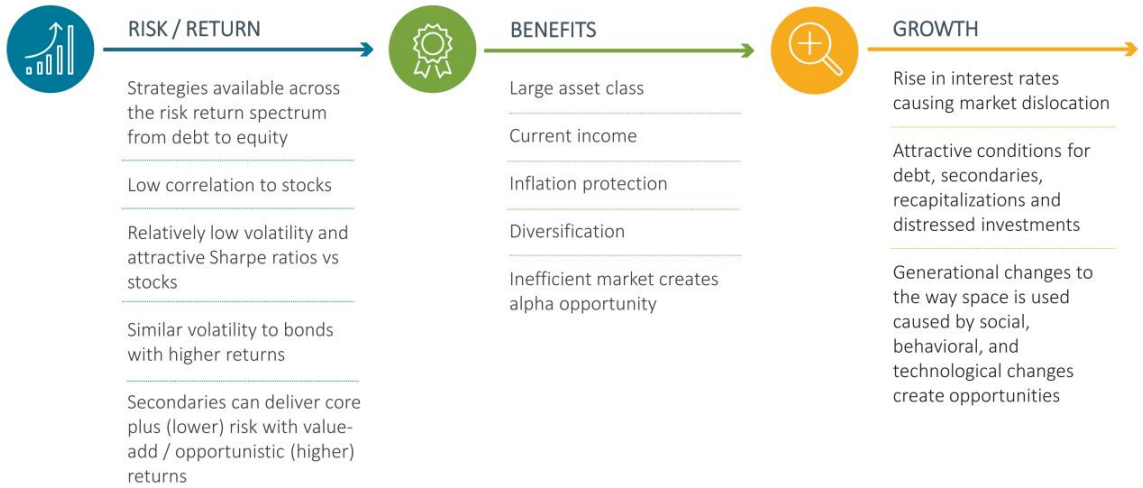 RISK / RETURN
Strategies available across
the risk return spectrum
from debt to equity
Low correlation to stocks
Relatively low volatility and
attractive Sharpe ratios vs
stocks
Similar volatility to bonds
with higher returns
Secondaries can deliver core
plus (lower) risk with value-
add / opportunistic (higher)
returns
BENEFITS
Large asset class
Current income
Inflation protection
Diversification
Inefficient market creates
alpha opportunity
GROWTH
Rise in interest rates
causing market dislocation
Attractive conditions for
debt, secondaries,
recapitalizations and
distressed investments
Generational changes to
the way space is used
caused by social,
behavioral, and
technological changes
create opportunities